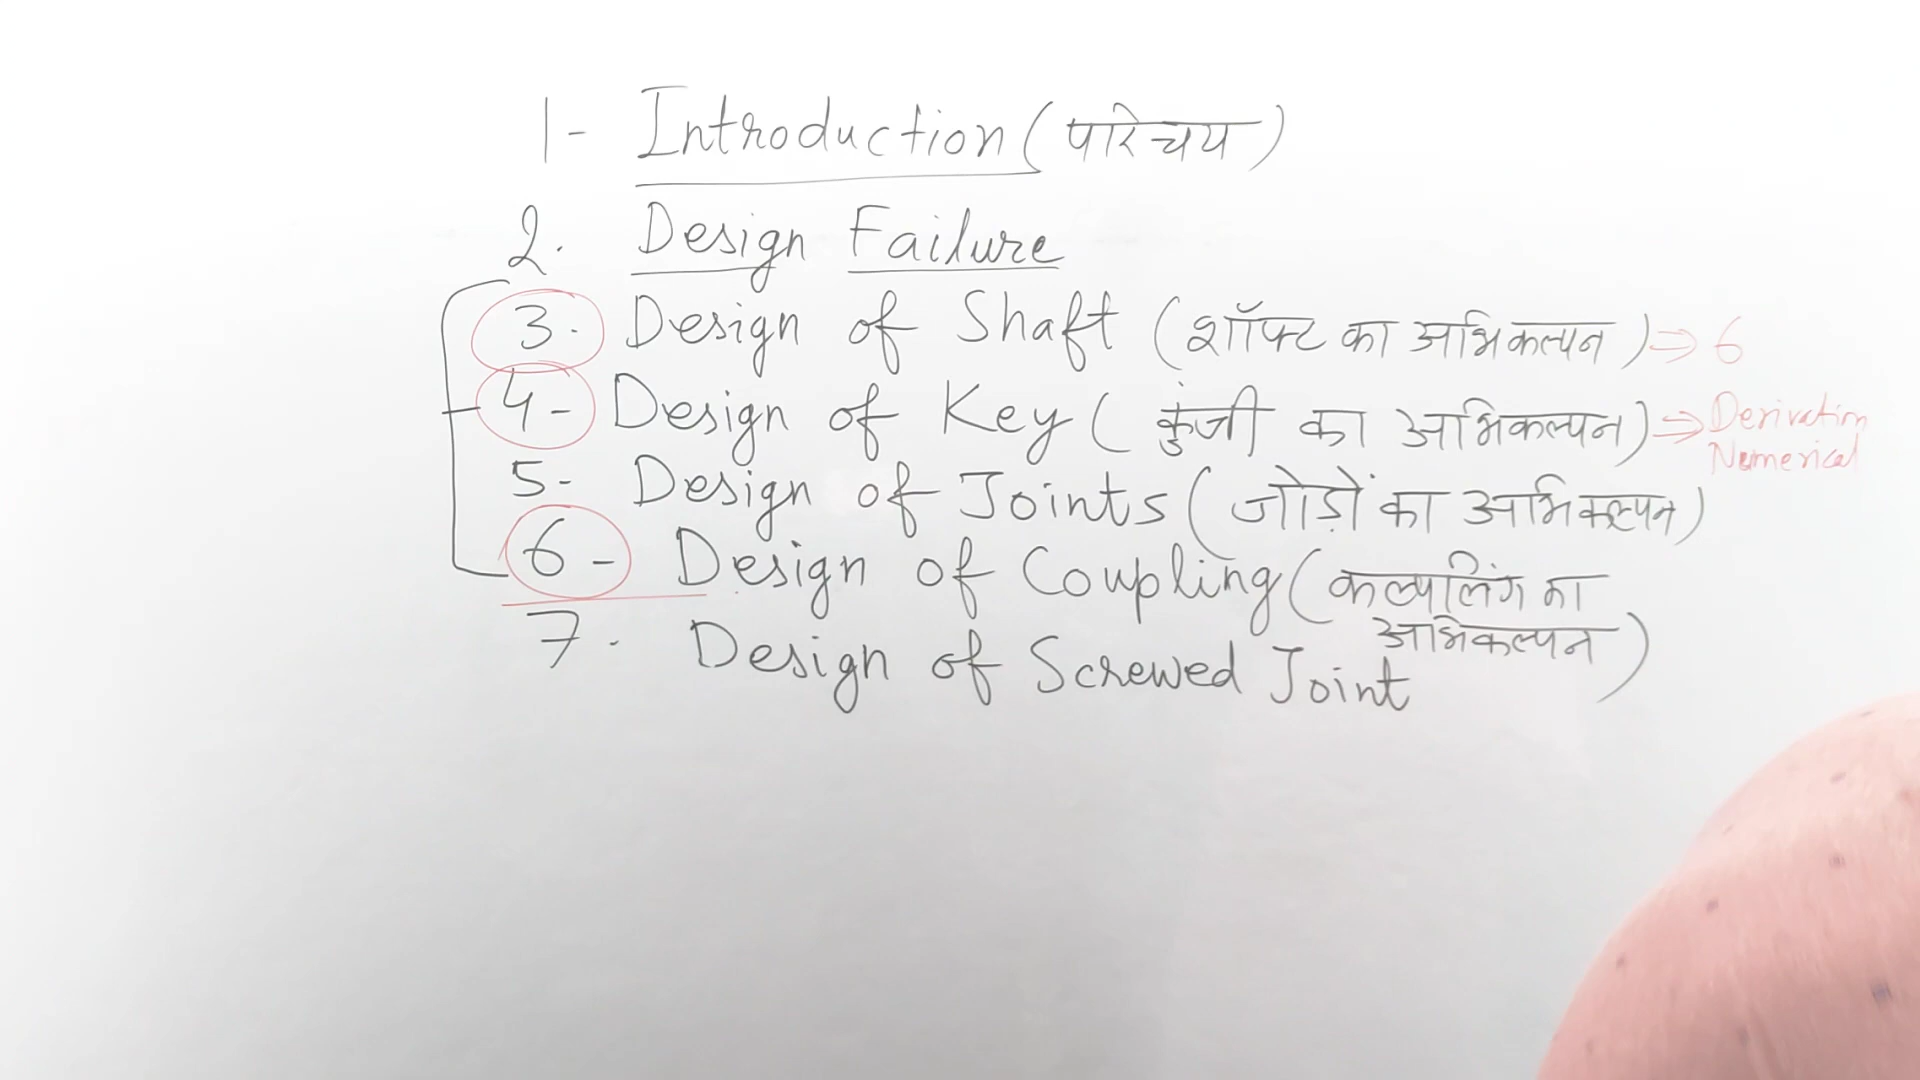 1- Introduction (परिचय)
2. Design Failure
3. Design of Shaft (शॉफ्ट का अभिकल्पन) => 6
4- Design of Key (कुंजी का अभिकल्पन) => Derivation
Numerical
5- Design of Joints (जोड़ों का अभिकल्पन)
6- Design of Coupling (कल्पलिंग का
अभिकल्पन)
7. Design of Screwed Joint